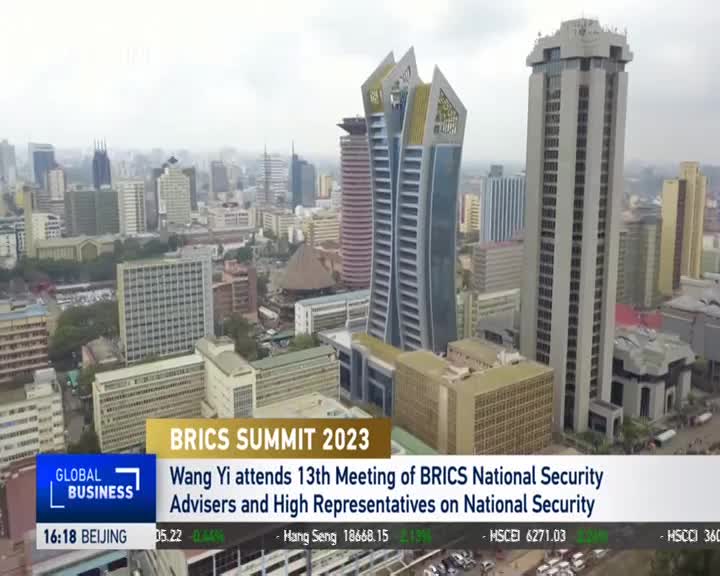 BRICS SUMMIT 2023
GLOBAL
BUSINESS
Wang Yi attends 13th Meeting of BRICS National Security
Advisers and High Representatives on National Security
16:18 BEIJING
05.22 0.44% Hang Seng 18668.15 2.13% HSCEI 6271.03 2.24% HSCCI 360